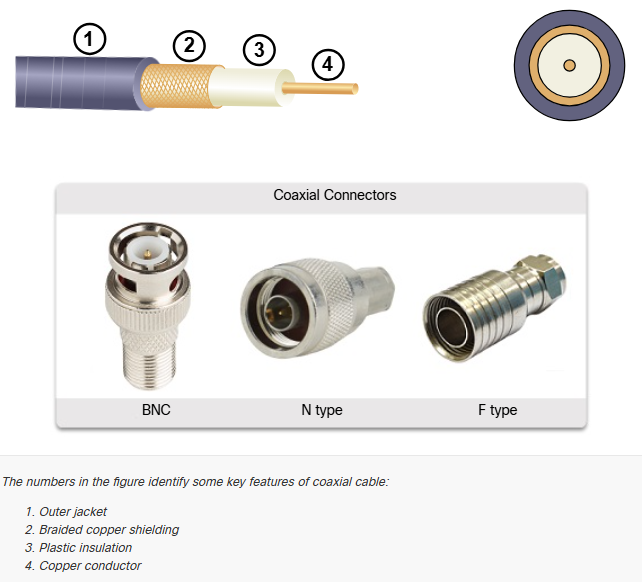 1
2
3
4
Coaxial Connectors
BNC
N type
F type
The numbers in the figure identify some key features of coaxial cable:
1. Outer jacket
2. Braided copper shielding
3. Plastic insulation
4. Copper conductor